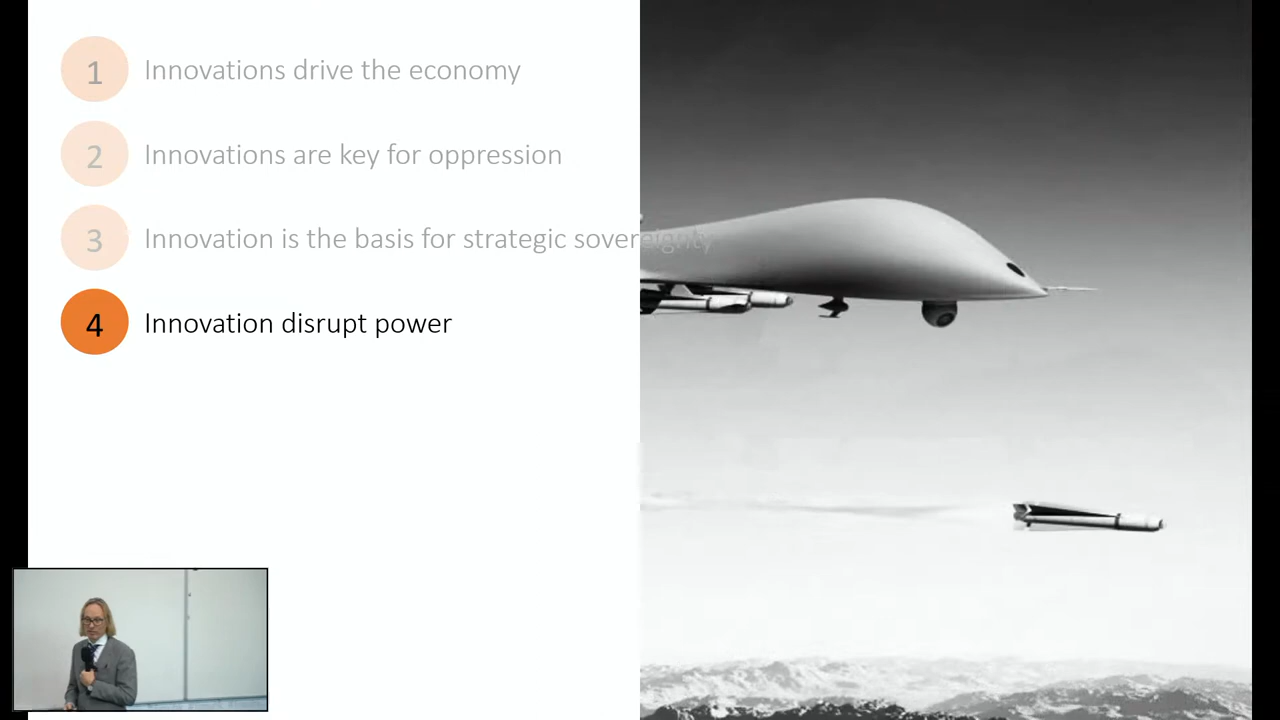 1 Innovations drive the economy
2 Innovations are key for oppression
3 Innovation is the basis for strategic sovereignty
4 Innovation disrupt power